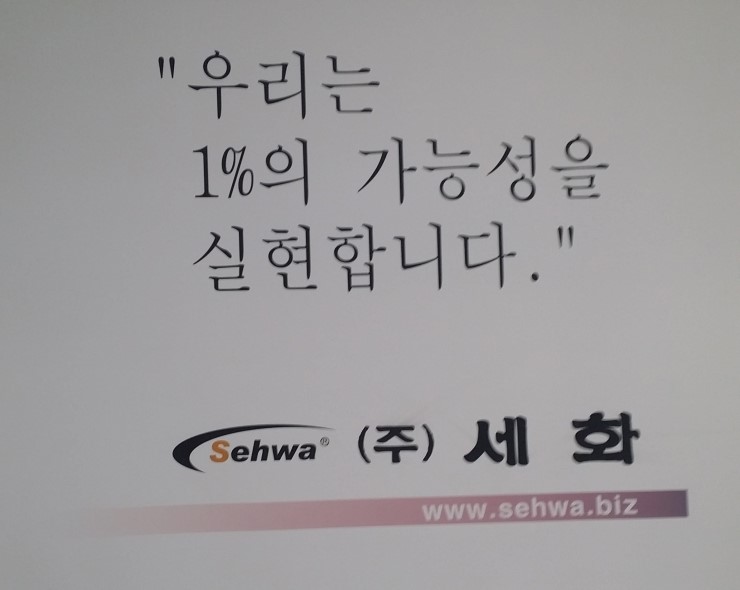 "우리는
1%의 가능성을
실현합니다."
Sehwa® (주) 세 화
www.sehwa.biz